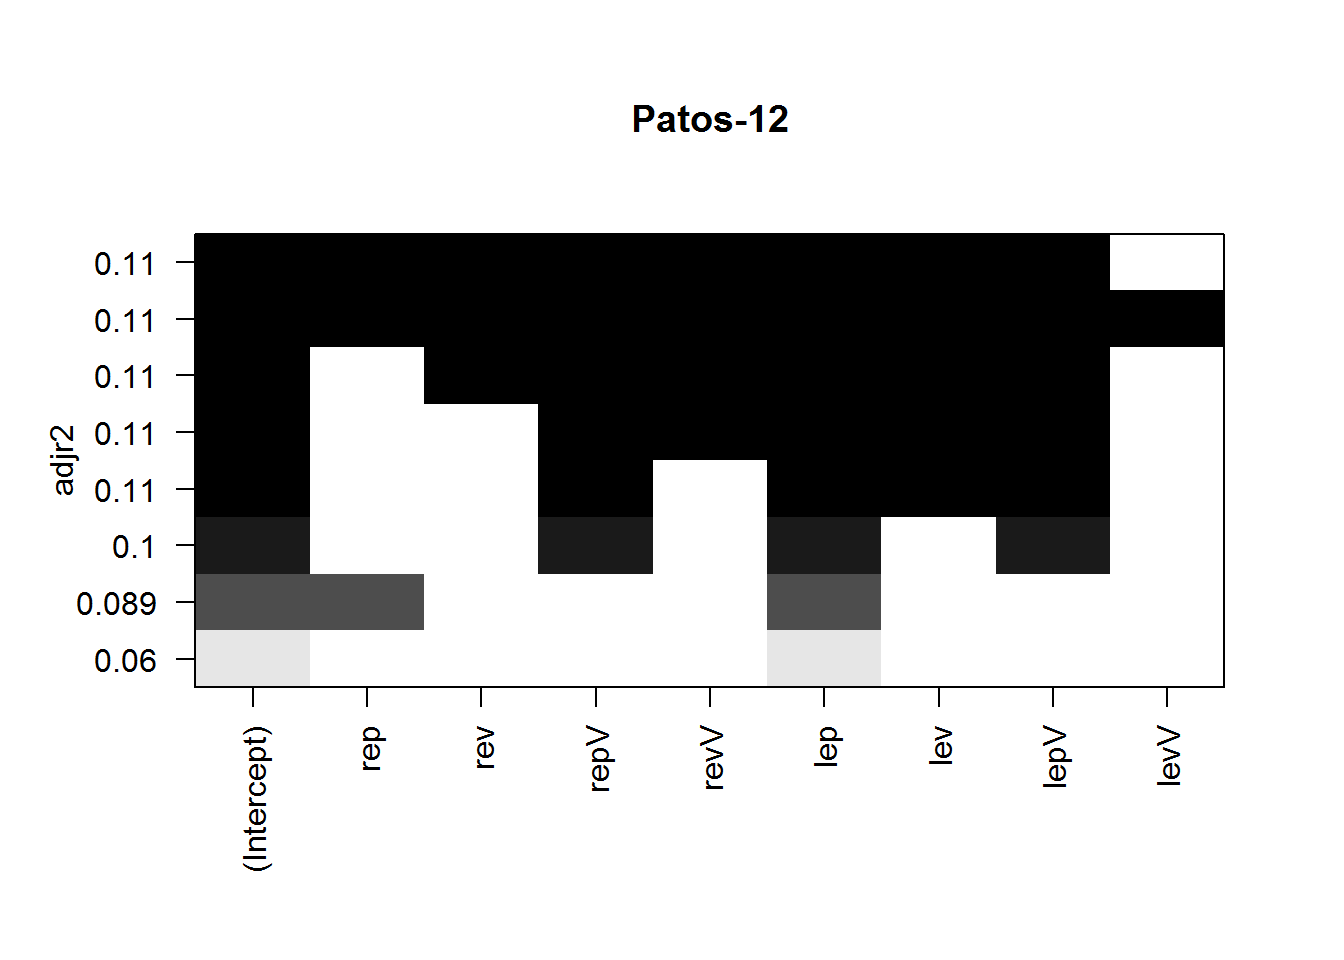 Patos-12
adjr2
0.11
0.11
0.11
0.11
0.11
0.1
0.089
0.06
(Intercept)
rep
rev
repV
revV
lep
lev
lepV
levV